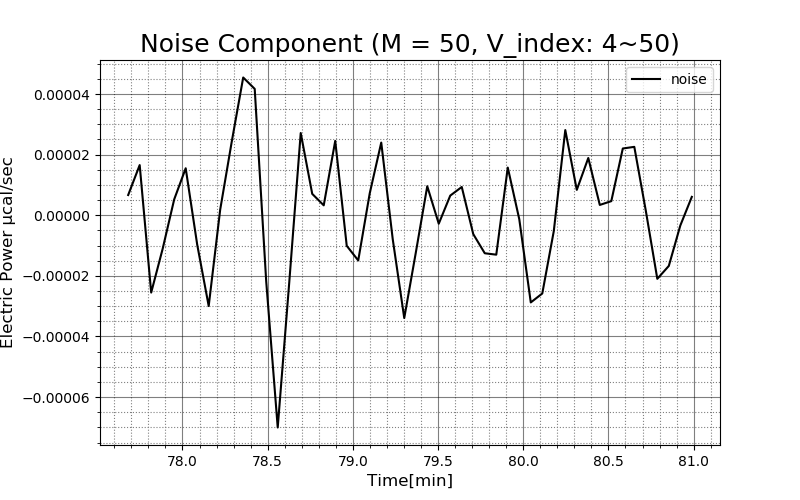 Noise Component (M = 50, V_index: 4~50)
noise
0.00004
0.00002
0.00000
−0.00002
−0.00004
−0.00006
Electric Power μcal/sec
78.0 78.5 79.0 79.5 80.0 80.5 81.0
Time[min]